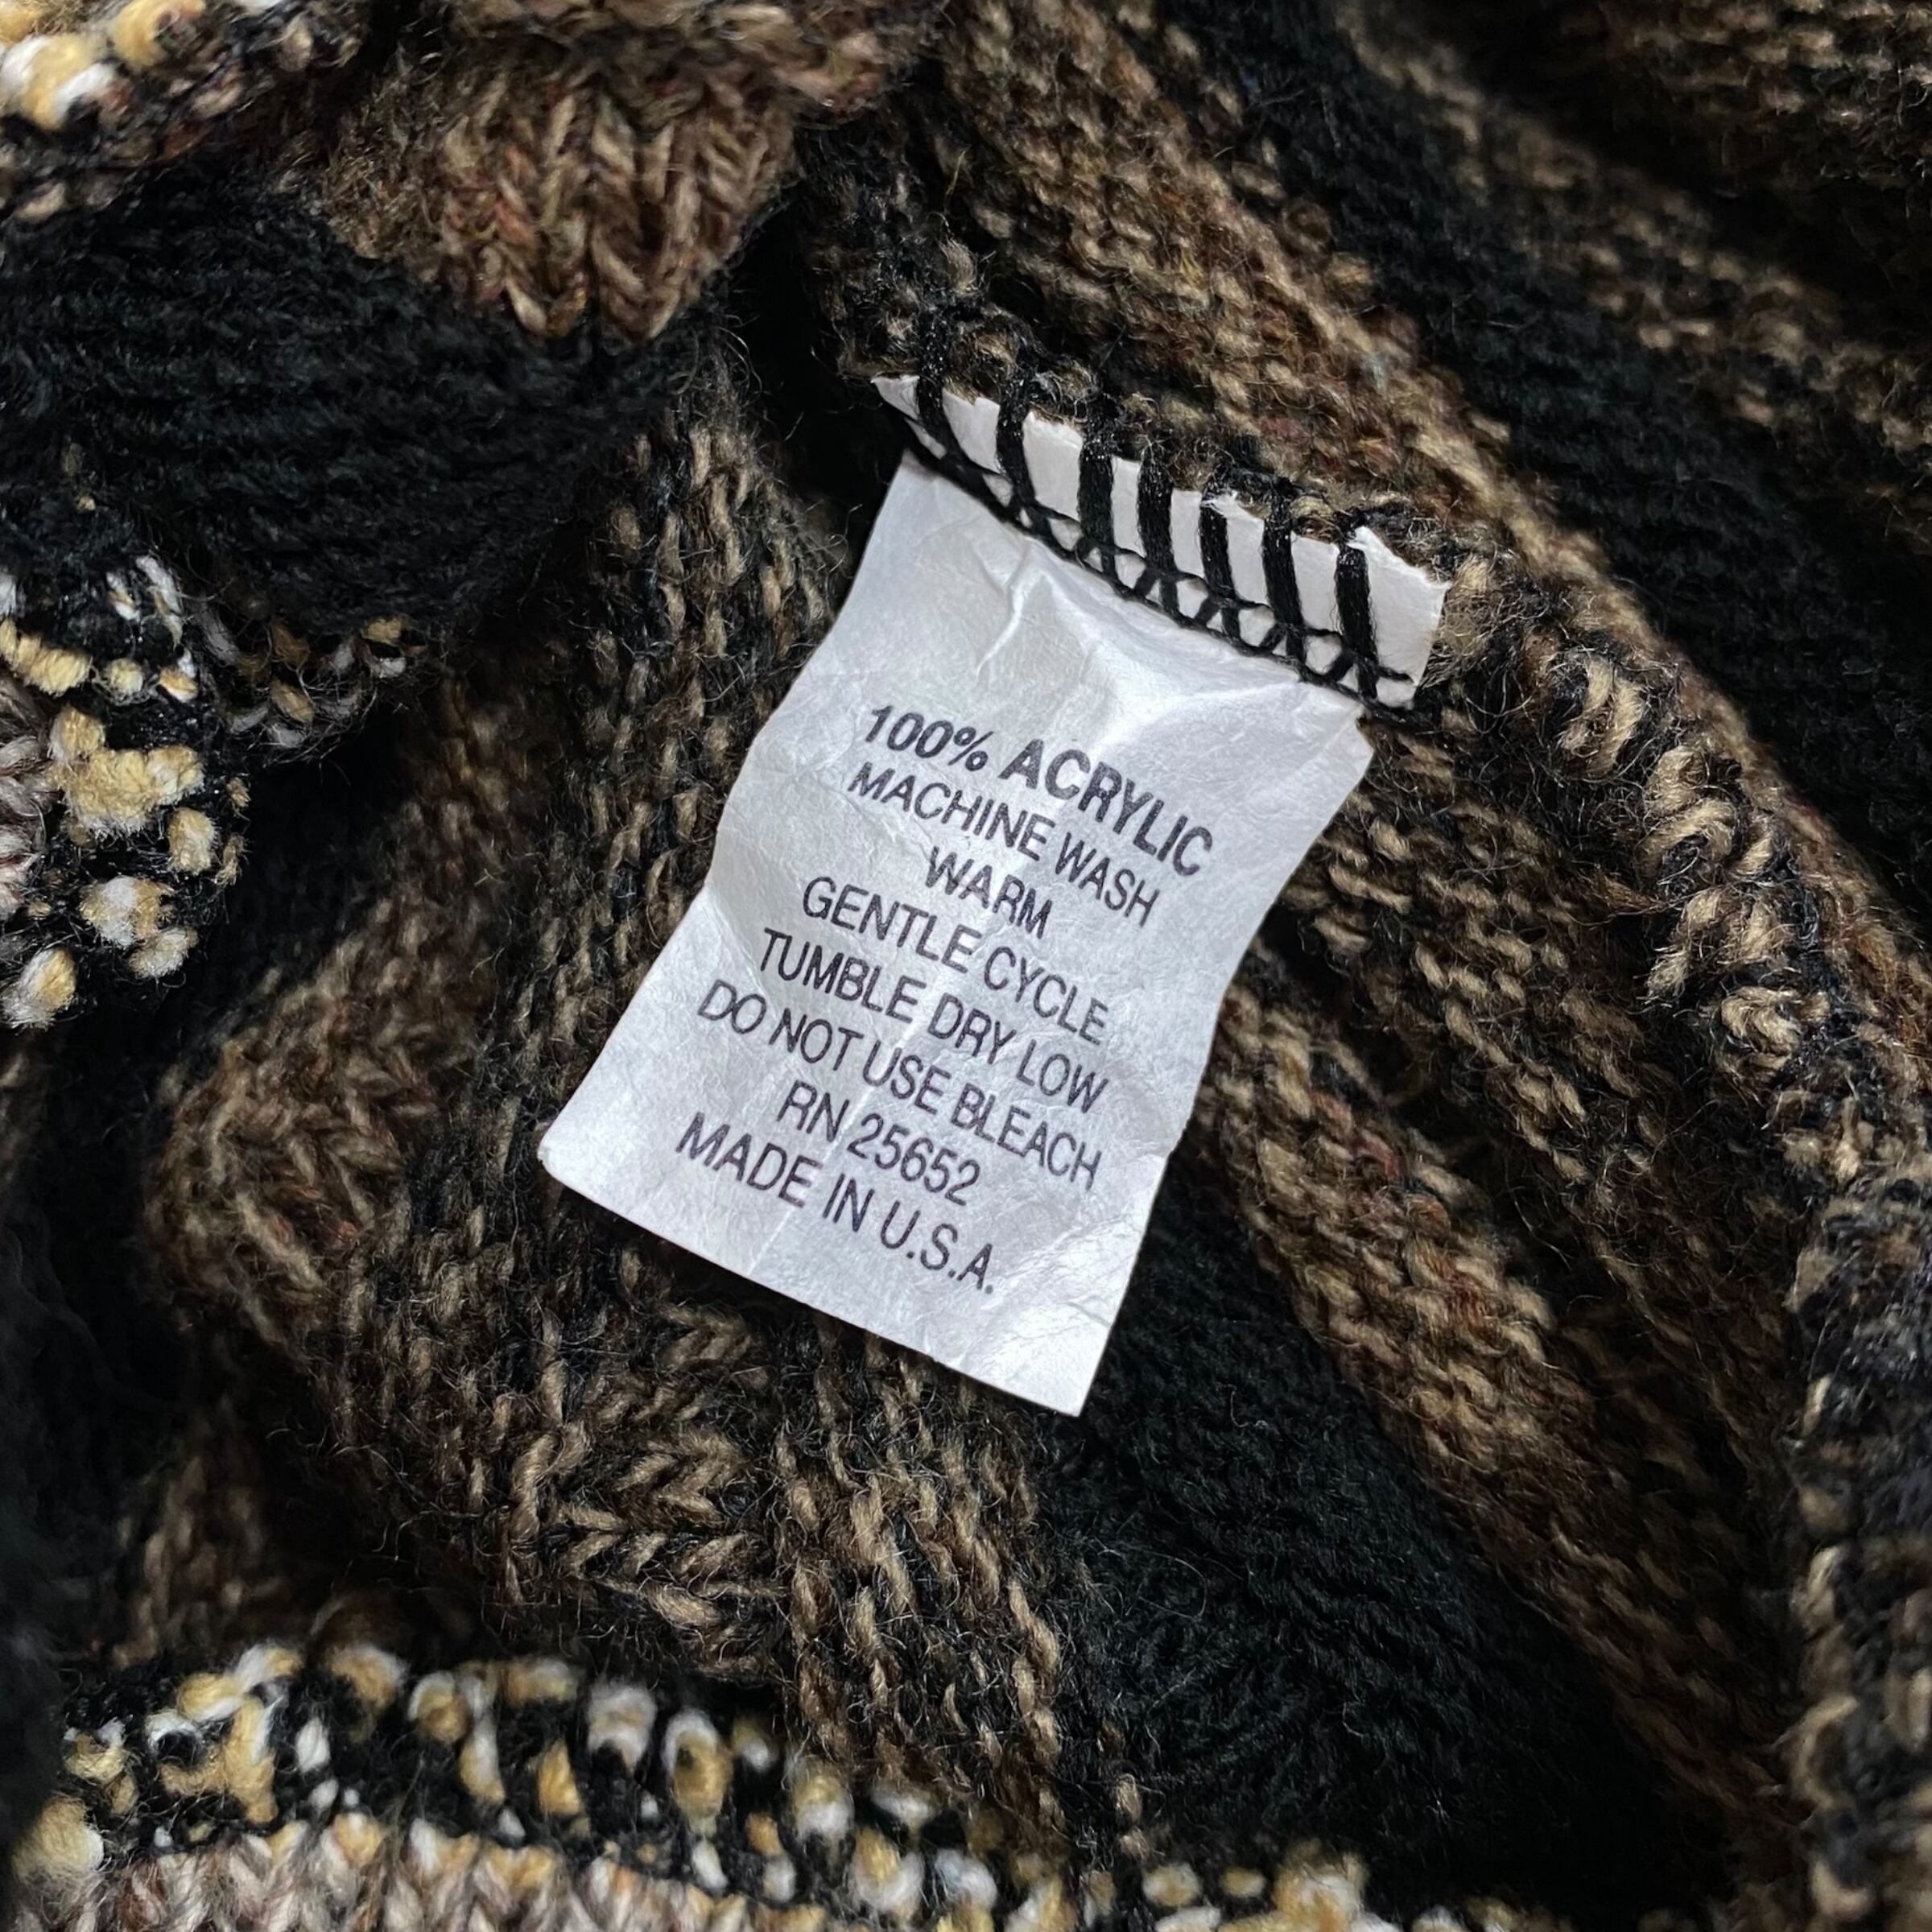 100% ACRYLIC
MACHINE WASH
WARM
GENTLE CYCLE
TUMBLE DRY LOW
DO NOT USE BLEACH
RN 25652
MADE IN U.S.A.